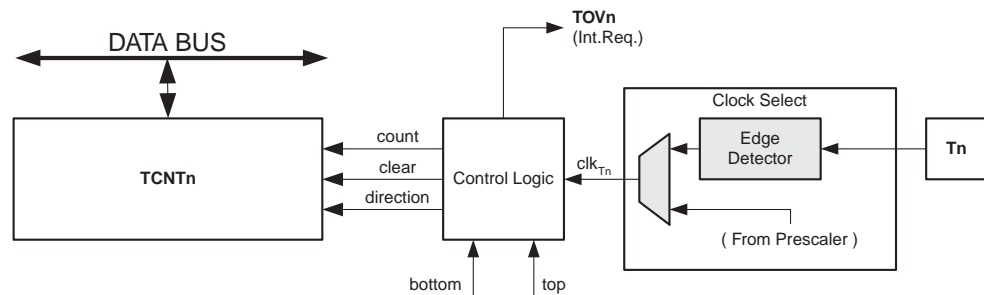 TOVn
(Int.Req.)
DATA BUS
Clock Select
count
Edge
Detector
Tn
TCNTn
clear
Control Logic
clkTn
direction
( From Prescaler )
bottom
top